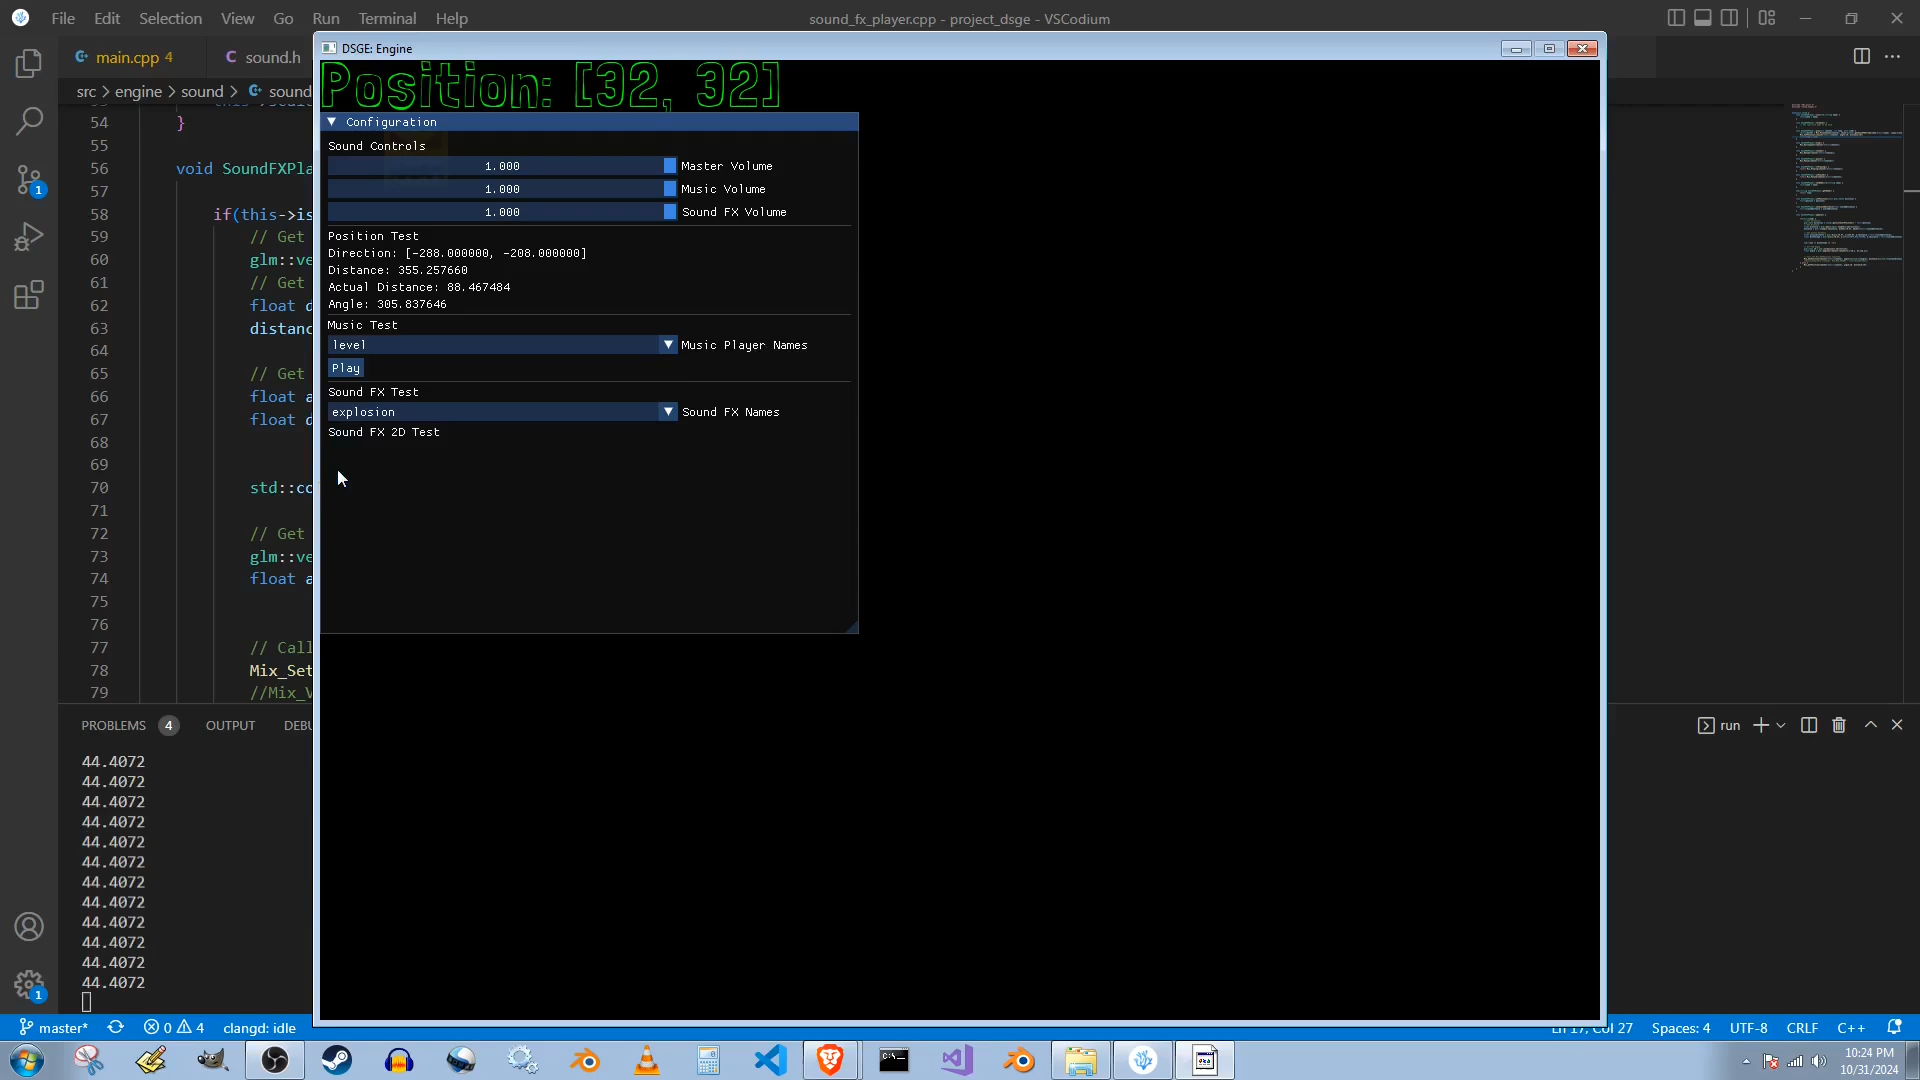 File Edit Selection View Go Run Terminal Help
sound_fx_player.cpp - project_dsge - VSCodium
main.cpp 4
sound.h
src > engine > sound >
DSGE: Engine
Position: [32, 32]
Configuration
Sound Controls
1.000 Master Volume
1.000 Music Volume
1.000 Sound FX Volume
Position Test
Direction: [-288.000000, -208.000000]
Distance: 355.257660
Actual Distance: 88.467484
Angle: 305.837646
Music Test
level Music Player Names
Play
Sound FX Test
explosion Sound FX Names
Sound FX 2D Test
54 }
55
56 void SoundFXPla
57
58 if(this->is
59 // Get
60 glm::ve
61 // Get
62 float d
63 distanc
64
65 // Get
66 float a
67 float d
68
69
70 std::co
71
72 // Get
73 glm::ve
74 float a
75
76
77 // Call
78 Mix_Set
79 //Mix_V
PROBLEMS 4 OUTPUT DEBU
run
44.4072
44.4072
44.4072
44.4072
44.4072
44.4072
44.4072
44.4072
44.4072
44.4072
44.4072
44.4072
1
1
master* 0 4 clangd: idle
Ln 17, Col 27 Spaces: 4 UTF-8 CRLF C++
10:24 PM
10/31/2024